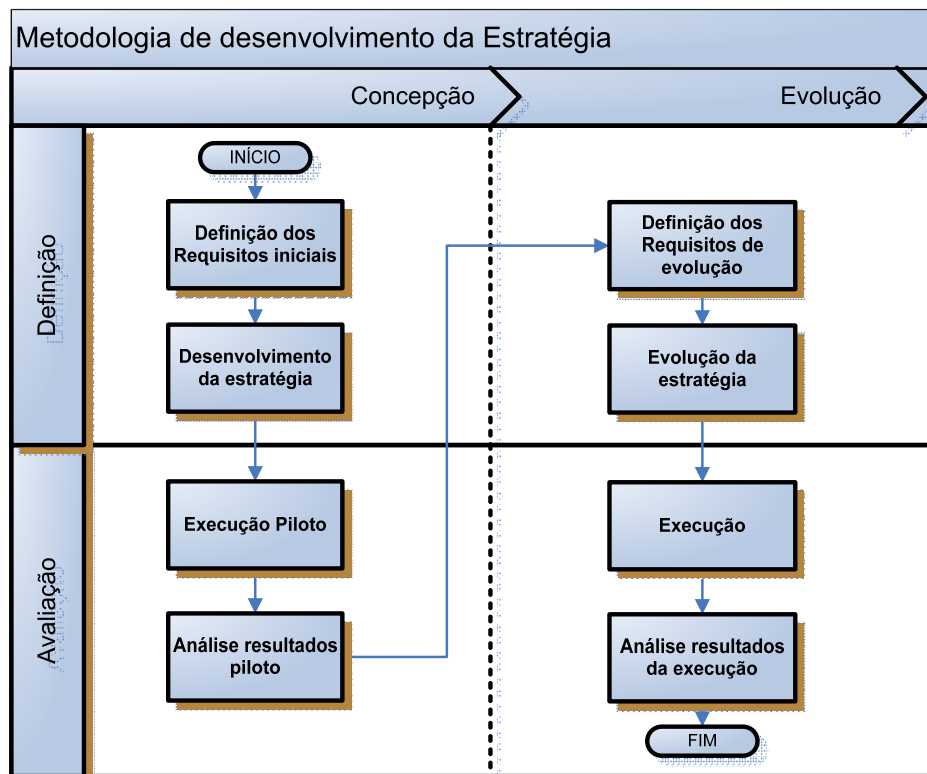 Metodologia de desenvolvimento da Estratégia
Concepção
Evolução
Definição
Avaliação
INÍCIO
Definição dos
Requisitos iniciais
Desenvolvimento
da estratégia
Execução Piloto
Análise resultados
piloto
Definição dos
Requisitos de
evolução
Evolução da
estratégia
Execução
Análise resultados
da execução
FIM